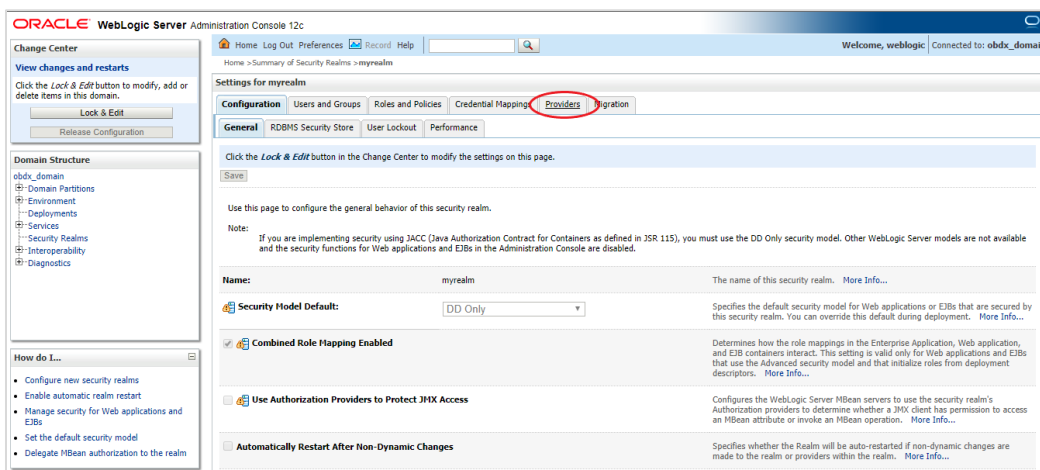 ORACLE WebLogic Server Administration Console 12c
Change Center
View changes and restarts
Click the Lock & Edit button to modify, add or
delete items in this domain.
Lock & Edit
Release Configuration
Domain Structure
obdx_domain
Domain Partitions
Environment
Deployments
Services
Security Realms
Interoperability
Diagnostics
How do I...
Configure new security realms
Enable automatic realm restart
Manage security for Web applications and
EJBs
Set the default security model
Delegate MBean authorization to the realm
Home Log Out Preferences Record Help
Welcome, weblogic Connected to: obdx_domai
Home >Summary of Security Realms >myrealm
Settings for myrealm
Configuration Users and Groups Roles and Policies Credential Mappings Providers Migration
General RDBMS Security Store User Lockout Performance
Click the Lock & Edit button in the Change Center to modify the settings on this page.
Save
Use this page to configure the general behavior of this security realm.
Note:
If you are implementing security using JACC (Java Authorization Contract for Containers as defined in JSR 115), you must use the DD Only security model. Other WebLogic Server models are not available
and the security functions for Web applications and EJBs in the Administration Console are disabled.
Name: myrealm The name of this security realm. More Info...
Security Model Default: DD Only Specifies the default security model for Web applications or EJBs that are secured by
this security realm. You can override this default during deployment. More Info...
Combined Role Mapping Enabled Determines how the role mappings in the Enterprise Application, Web application,
and EJB containers interact. This setting is valid only for Web applications and EJBs
that use the Advanced security model and that initialize roles from deployment
descriptors. More Info...
Use Authorization Providers to Protect JMX Access Configures the WebLogic Server MBean servers to use the security realm's
Authorization providers to determine whether a JMX client has permission to access
an MBean attribute or invoke an MBean operation. More Info...
Automatically Restart After Non-Dynamic Changes Specifies whether the Realm will be auto-restarted if non-dynamic changes are
made to the realm or providers within the realm. More Info...